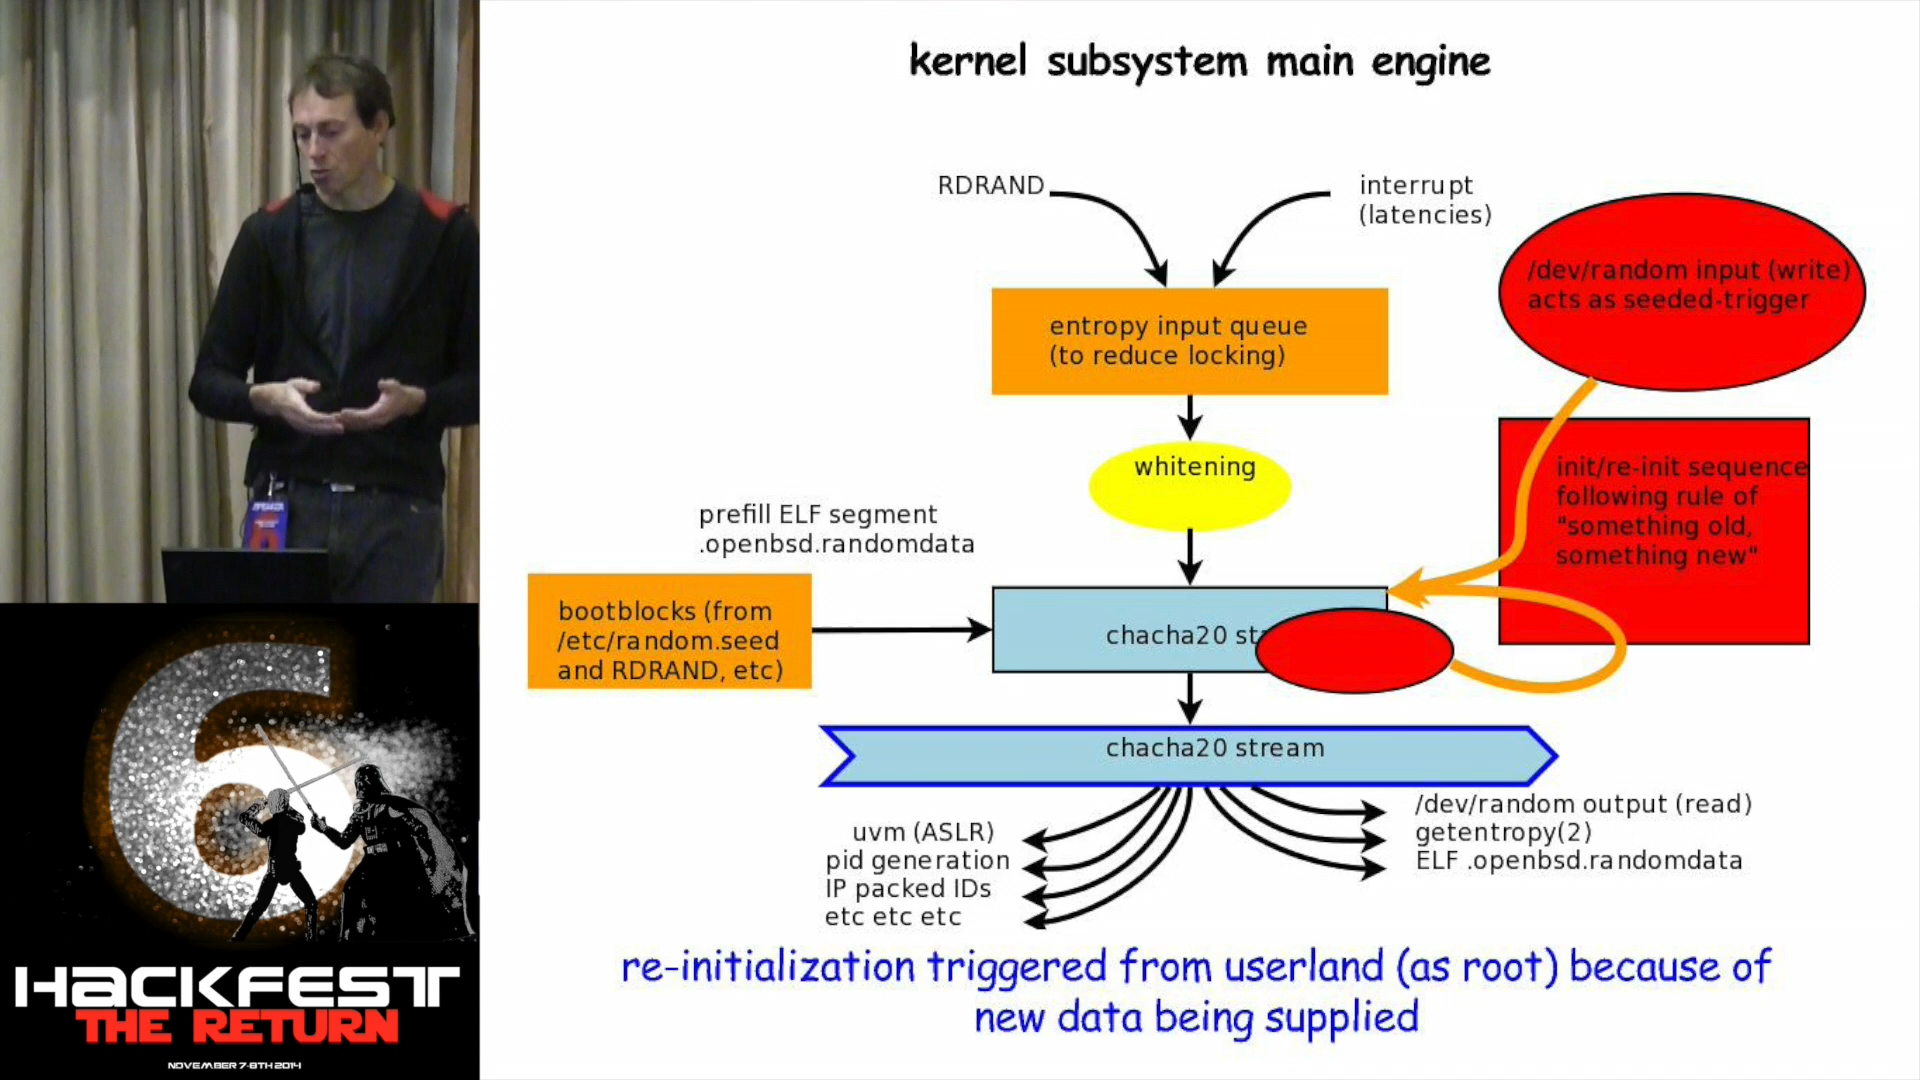 kernel subsystem main engine
RDRAND
interrupt
(latencies)
/dev/random input (write)
acts as seeded-trigger
entropy input queue
(to reduce locking)
whitening
init/re-init sequence
following rule of
"something old,
something new"
prefill ELF segment
.openbsd.randomdata
bootblocks (from
/etc/random.seed
and RDRAND, etc)
chacha20 sta
chacha20 stream
uvm (ASLR)
pid generation
IP packed IDs
etc etc etc
/dev/random output (read)
getentropy(2)
ELF .openbsd.randomdata
re-initialization triggered from userland (as root) because of
new data being supplied
6
HACKFEST
THE RETURN
NOVEMBER 7-8TH 2014